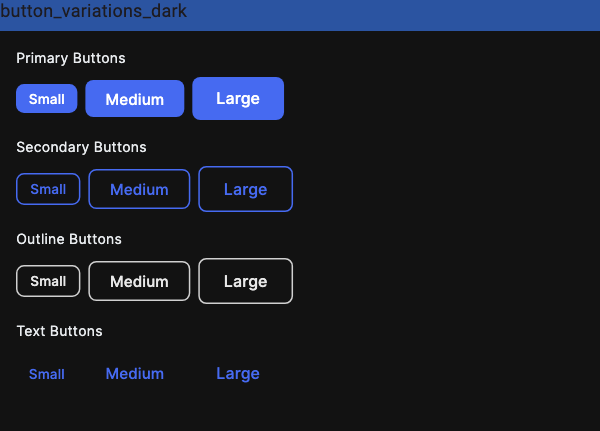 button_variations_dark
Primary Buttons
Small Medium Large
Secondary Buttons
Small Medium Large
Outline Buttons
Small Medium Large
Text Buttons
Small Medium Large